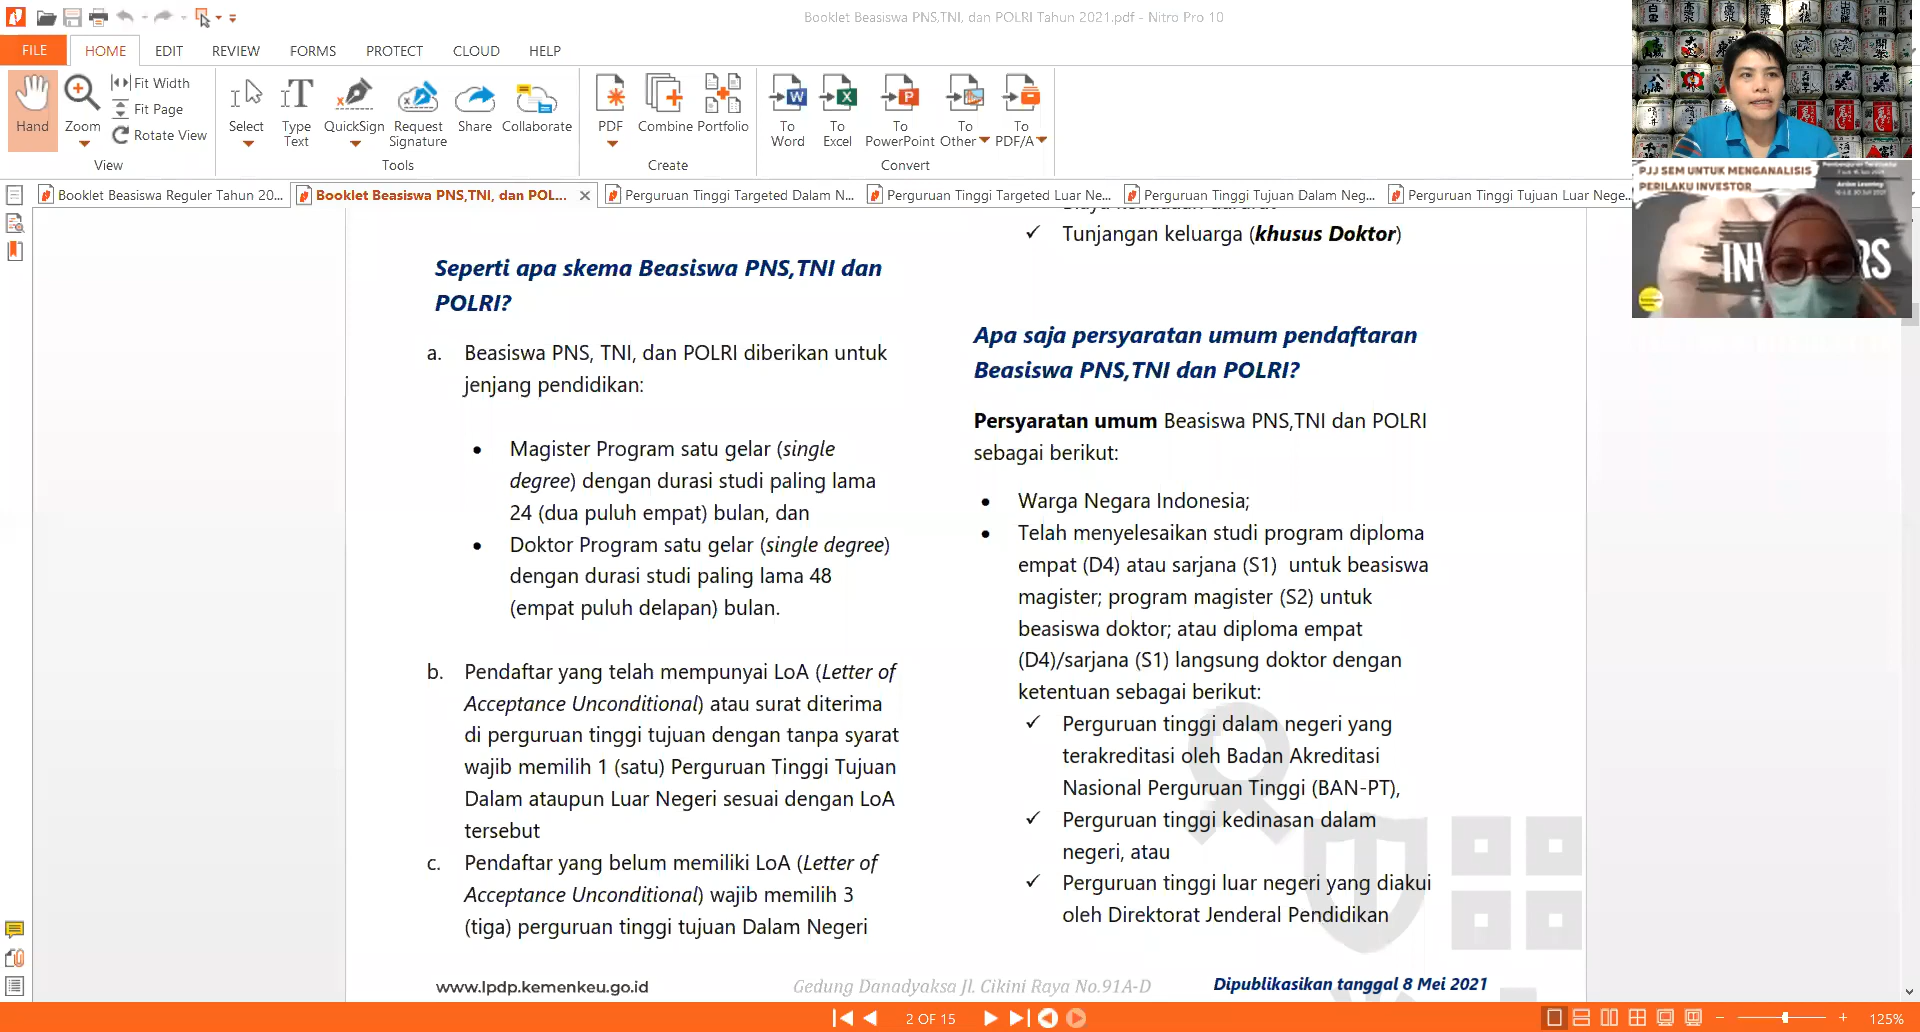 Booklet Beasiswa PNS,TNI, dan POLRI Tahun 2021.pdf - Nitro Pro 10
FILE
HOME
EDIT
REVIEW
FORMS
PROTECT
CLOUD
HELP
Hand
Zoom
Fit Width
Fit Page
Rotate View
View
Select
Type
Text
QuickSign
Request
Signature
Share
Collaborate
Tools
PDF
Combine
Portfolio
Create
To
Word
To
Excel
To
PowerPoint
To
Other
To
PDF/A
Convert
Booklet Beasiswa Reguler Tahun 20...
Booklet Beasiswa PNS,TNI, dan POL...
Perguruan Tinggi Targeted Dalam N...
Perguruan Tinggi Targeted Luar Ne...
Perguruan Tinggi Tujuan Dalam Neg...
Perguruan Tinggi Tujuan Luar Nege...
PJJ SEM UNTUK MENGANALISIS
PERILAKU INVESTOR
Seperti apa skema Beasiswa PNS,TNI dan
POLRI?
a. Beasiswa PNS, TNI, dan POLRI diberikan untuk
jenjang pendidikan:
• Magister Program satu gelar (single
degree) dengan durasi studi paling lama
24 (dua puluh empat) bulan, dan
• Doktor Program satu gelar (single degree)
dengan durasi studi paling lama 48
(empat puluh delapan) bulan.
b. Pendaftar yang telah mempunyai LoA (Letter of
Acceptance Unconditional) atau surat diterima
di perguruan tinggi tujuan dengan tanpa syarat
wajib memilih 1 (satu) Perguruan Tinggi Tujuan
Dalam ataupun Luar Negeri sesuai dengan LoA
tersebut
c. Pendaftar yang belum memiliki LoA (Letter of
Acceptance Unconditional) wajib memilih 3
(tiga) perguruan tinggi tujuan Dalam Negeri
✓ Tunjangan keluarga (khusus Doktor)
Apa saja persyaratan umum pendaftaran
Beasiswa PNS,TNI dan POLRI?
Persyaratan umum Beasiswa PNS,TNI dan POLRI
sebagai berikut:
• Warga Negara Indonesia;
• Telah menyelesaikan studi program diploma
empat (D4) atau sarjana (S1) untuk beasiswa
magister; program magister (S2) untuk
beasiswa doktor; atau diploma empat
(D4)/sarjana (S1) langsung doktor dengan
ketentuan sebagai berikut:
✓ Perguruan tinggi dalam negeri yang
terakreditasi oleh Badan Akreditasi
Nasional Perguruan Tinggi (BAN-PT),
✓ Perguruan tinggi kedinasan dalam
negeri, atau
✓ Perguruan tinggi luar negeri yang diakui
oleh Direktorat Jenderal Pendidikan
www.lpdp.kemenkeu.go.id
Gedung Danadyaksa Jl. Cikini Raya No.91A-D
Dipublikasikan tanggal 8 Mei 2021
2 OF 15
125%